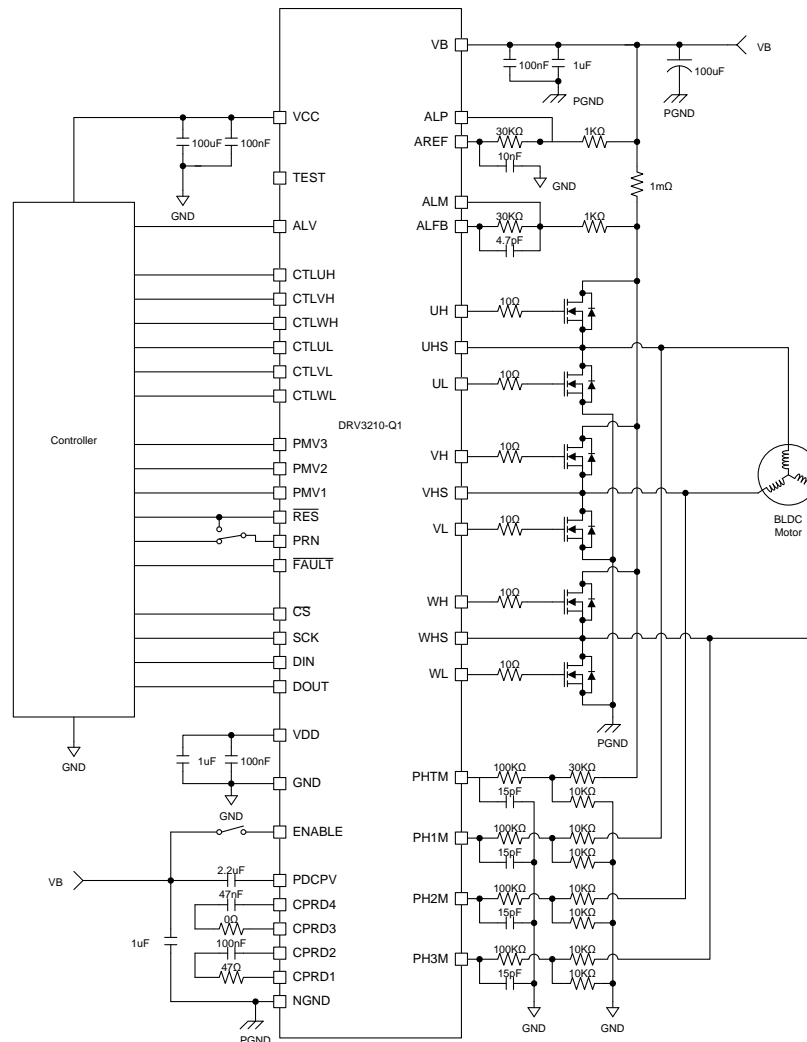 VB
VB
100nF
1uF
100uF
PGND
PGND
VCC
100uF
100nF
GND
ALP
AREF
30KΩ
1KΩ
10nF
GND
1mΩ
TEST
ALM
ALFB
30KΩ
1KΩ
4.7pF
ALV
CTLUH
CTLVH
CTLWH
CTLUL
CTLVL
CTLWL
UH
10Ω
UHS
UL
10Ω
DRV3210-Q1
Controller
PMV3
PMV2
PMV1
RES
PRN
FAULT
VH
10Ω
VHS
VL
10Ω
BLDC
Motor
CS
SCK
DIN
DOUT
WH
10Ω
WHS
WL
10Ω
PGND
GND
VDD
1uF
100nF
GND
GND
ENABLE
VB
2.2uF
PDCPV
47nF
CPRD4
0Ω
CPRD3
100nF
CPRD2
47Ω
CPRD1
1uF
NGND
PGND
PHTM
100KΩ
30KΩ
15pF
10KΩ
PH1M
100KΩ
10KΩ
15pF
10KΩ
PH2M
100KΩ
10KΩ
15pF
10KΩ
PH3M
100KΩ
10KΩ
15pF
10KΩ
GND
GND